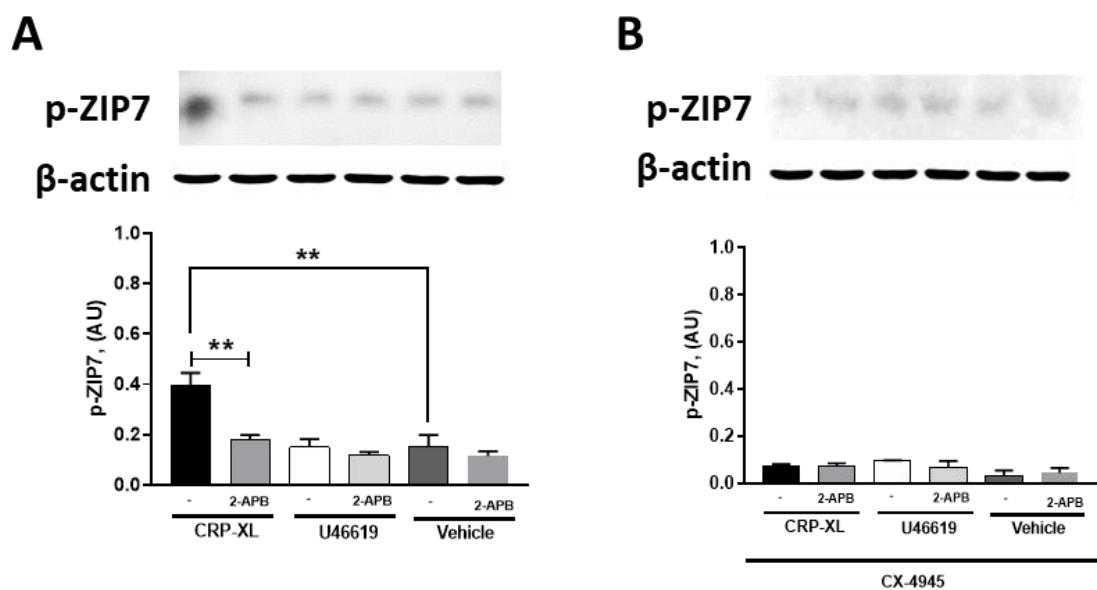 A
p-ZIP7
β-actin
p-ZIP7, (AU)
1.0
0.8
0.6
0.4
0.2
0.0
**
**
- 2-APB - 2-APB - 2-APB
CRP-XL U46619 Vehicle
B
p-ZIP7
β-actin
p-ZIP7, (AU)
1.0
0.8
0.6
0.4
0.2
0.0
- 2-APB - 2-APB - 2-APB
CRP-XL U46619 Vehicle
CX-4945